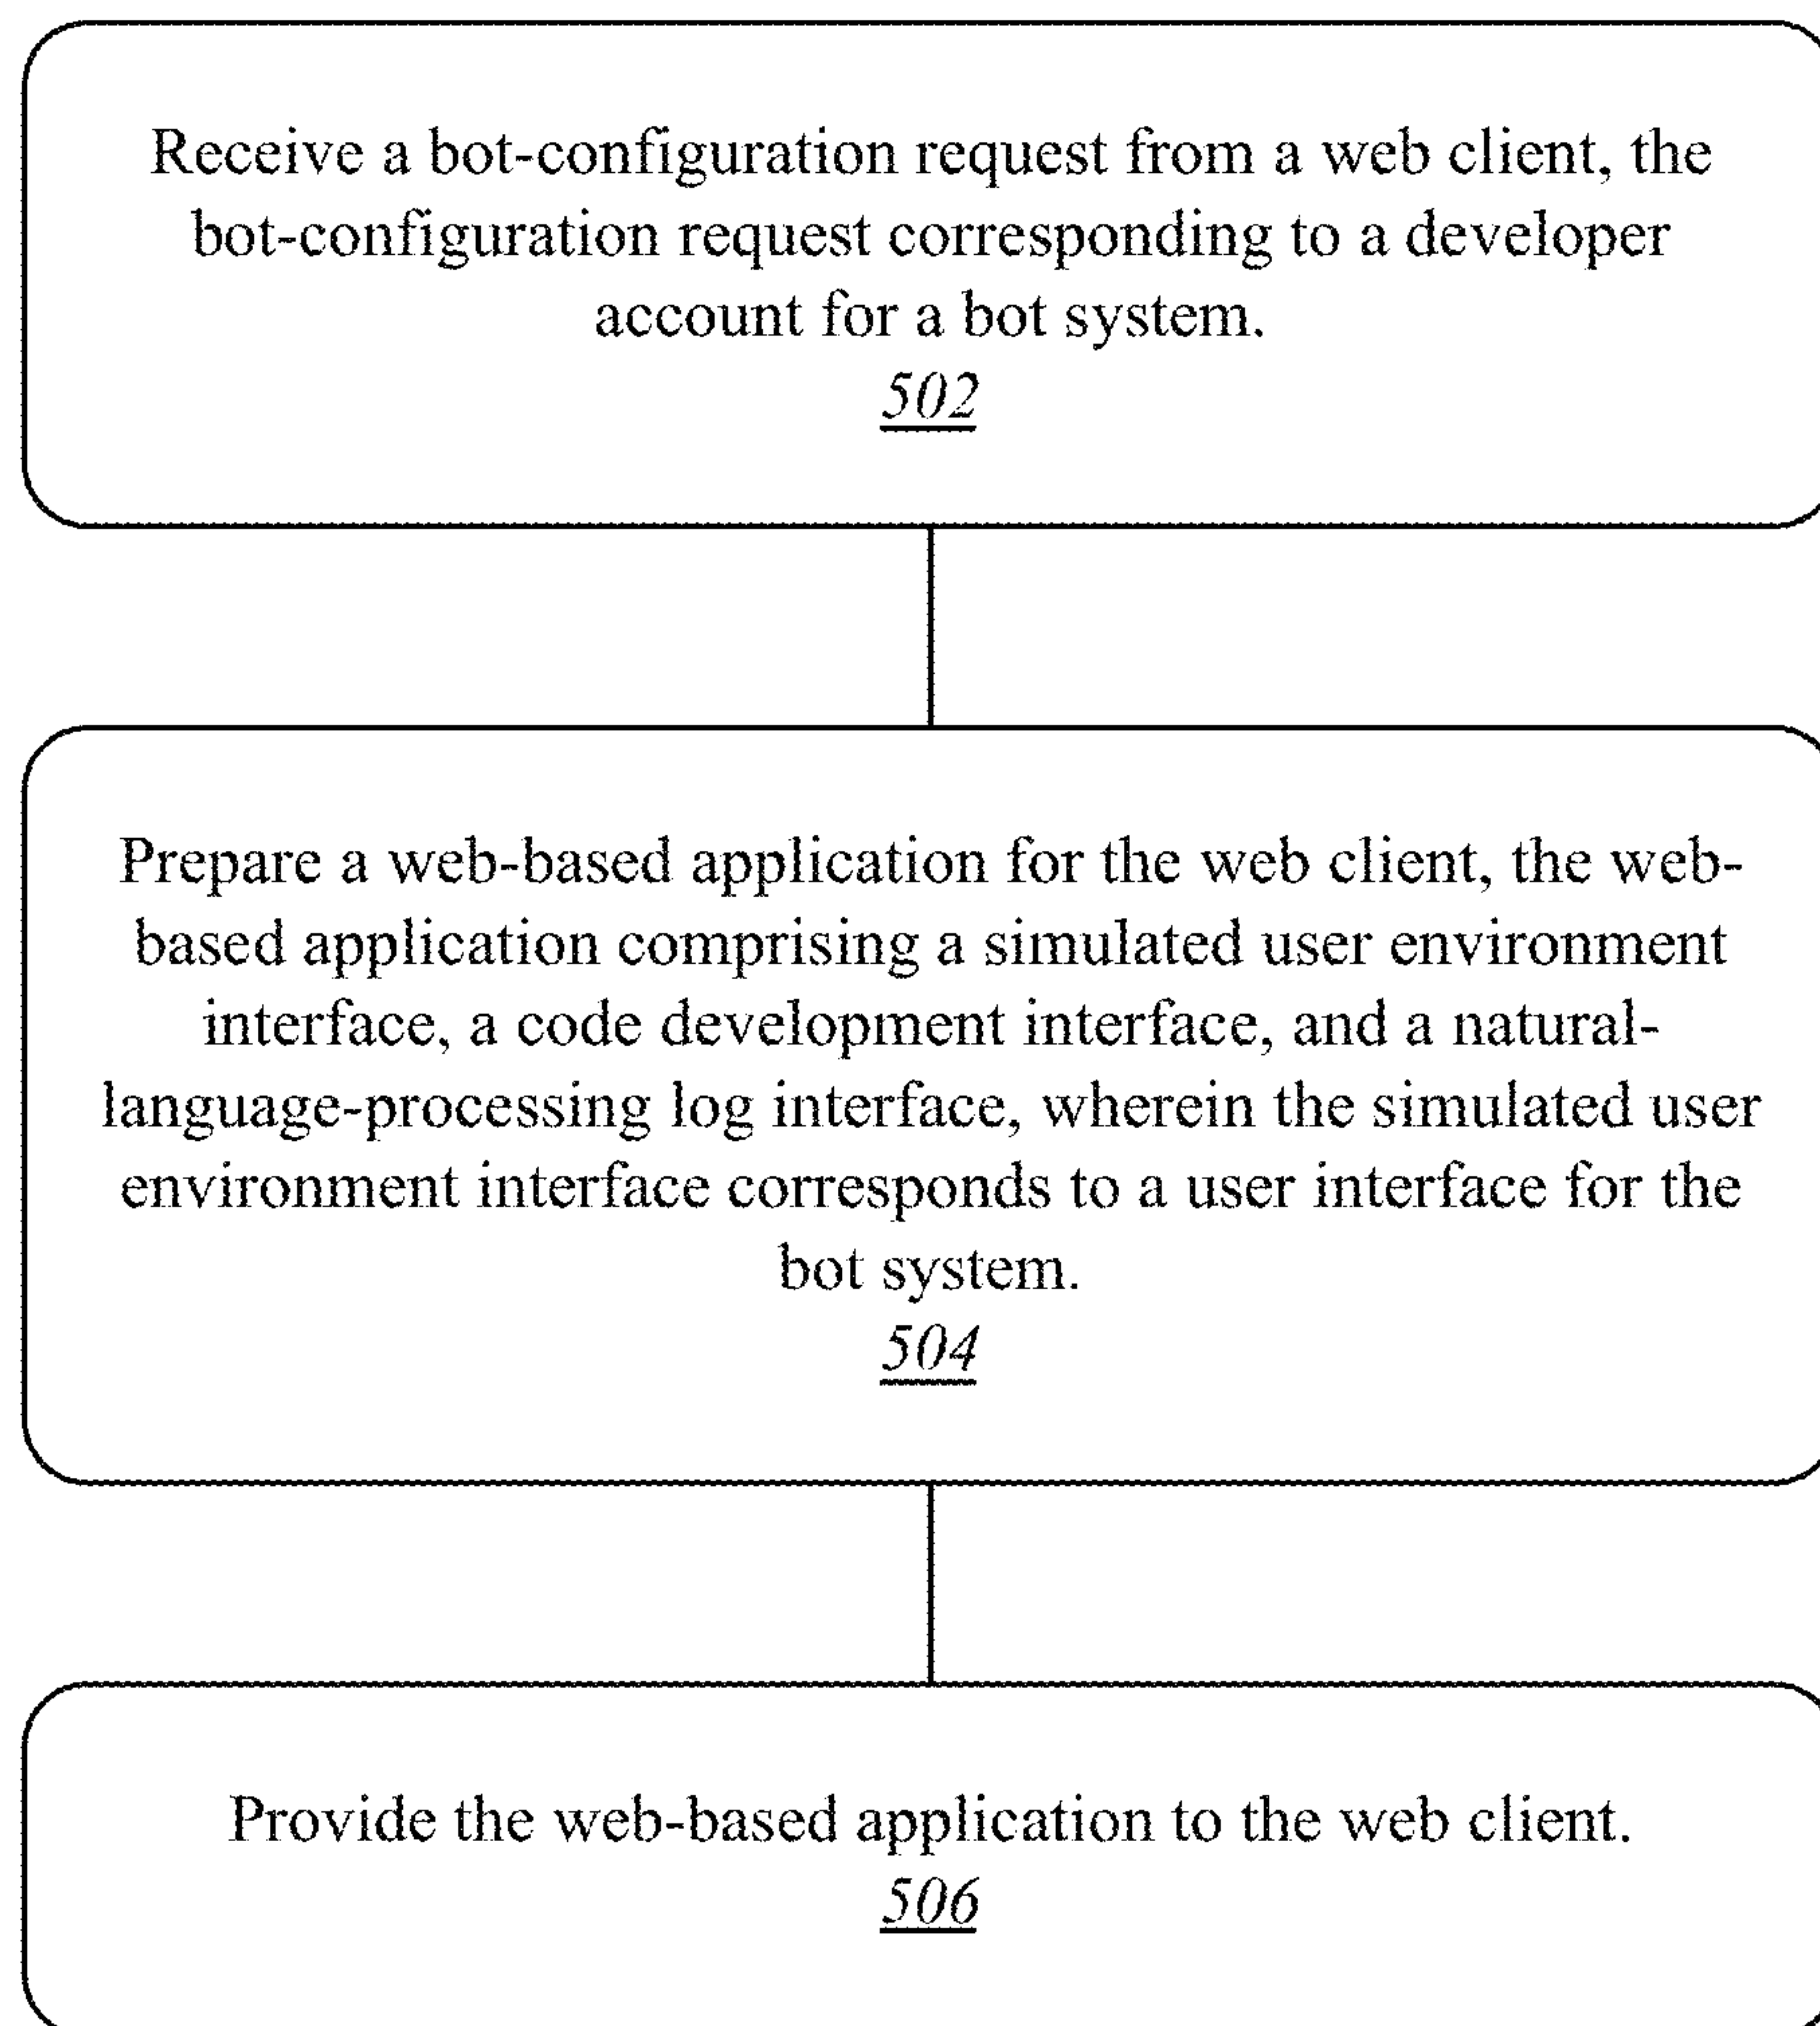 Receive a bot-configuration request from a web client, the
bot-configuration request corresponding to a developer
account for a bot system.
502
Prepare a web-based application for the web client, the web-
based application comprising a simulated user environment
interface, a code development interface, and a natural-
language-processing log interface, wherein the simulated user
environment interface corresponds to a user interface for the
bot system.
504
Provide the web-based application to the web client.
506